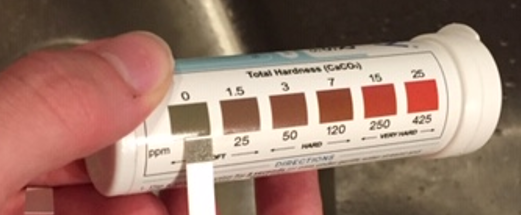 Total Hardness (CaCO₃)
0 1.5 3 7 15 25
ppm 25 50 120 250 425
HARD VERY HARD
DIRECTIONS